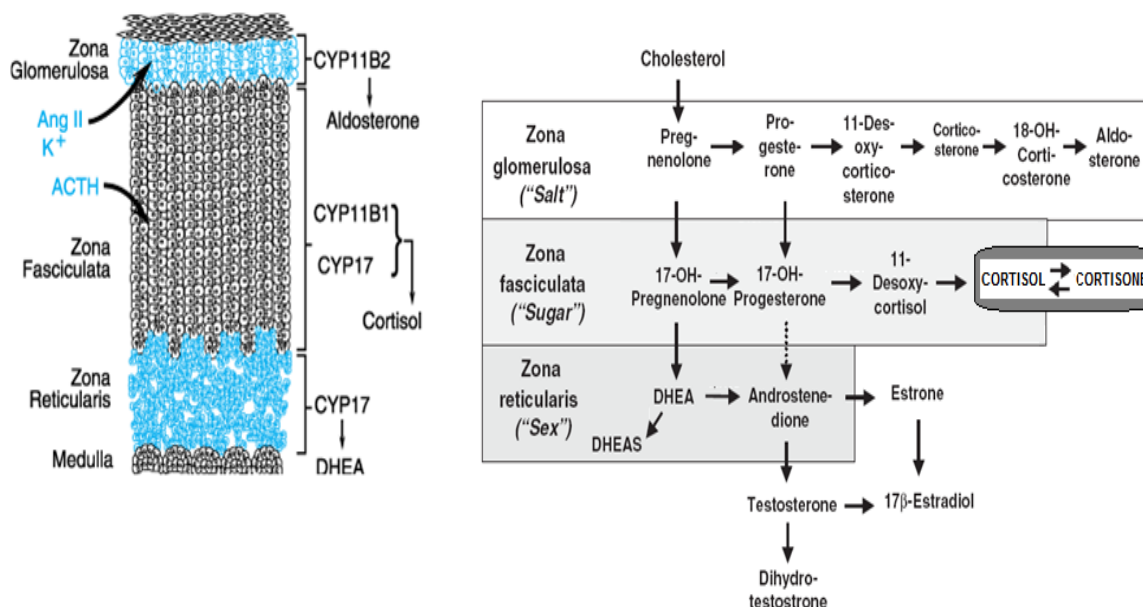 Zona
Glomerulosa
CYP11B2
Aldosterone
Ang II
K+
ACTH
CYP11B1
Zona
Fasciculata
CYP17
Cortisol
Zona
Reticularis
CYP17
Medulla
DHEA
Cholesterol
Zona
glomerulosa
("Salt")
Preg-
nenolone
Pro-
geste-
rone
11-Des-
oxy-
cortico-
sterone
Cortico-
sterone
18-OH-
Corti-
costerone
Aldo-
sterone
Zona
fasciculata
("Sugar")
17-OH-
Pregnenolone
17-OH-
Progesterone
11-
Desoxy-
cortisol
CORTISOL
CORTISONE
Zona
reticularis
("Sex")
DHEA
Androstene-
dione
Estrone
DHEAS
Testosterone
17β-Estradiol
Dihydro-
testostrone